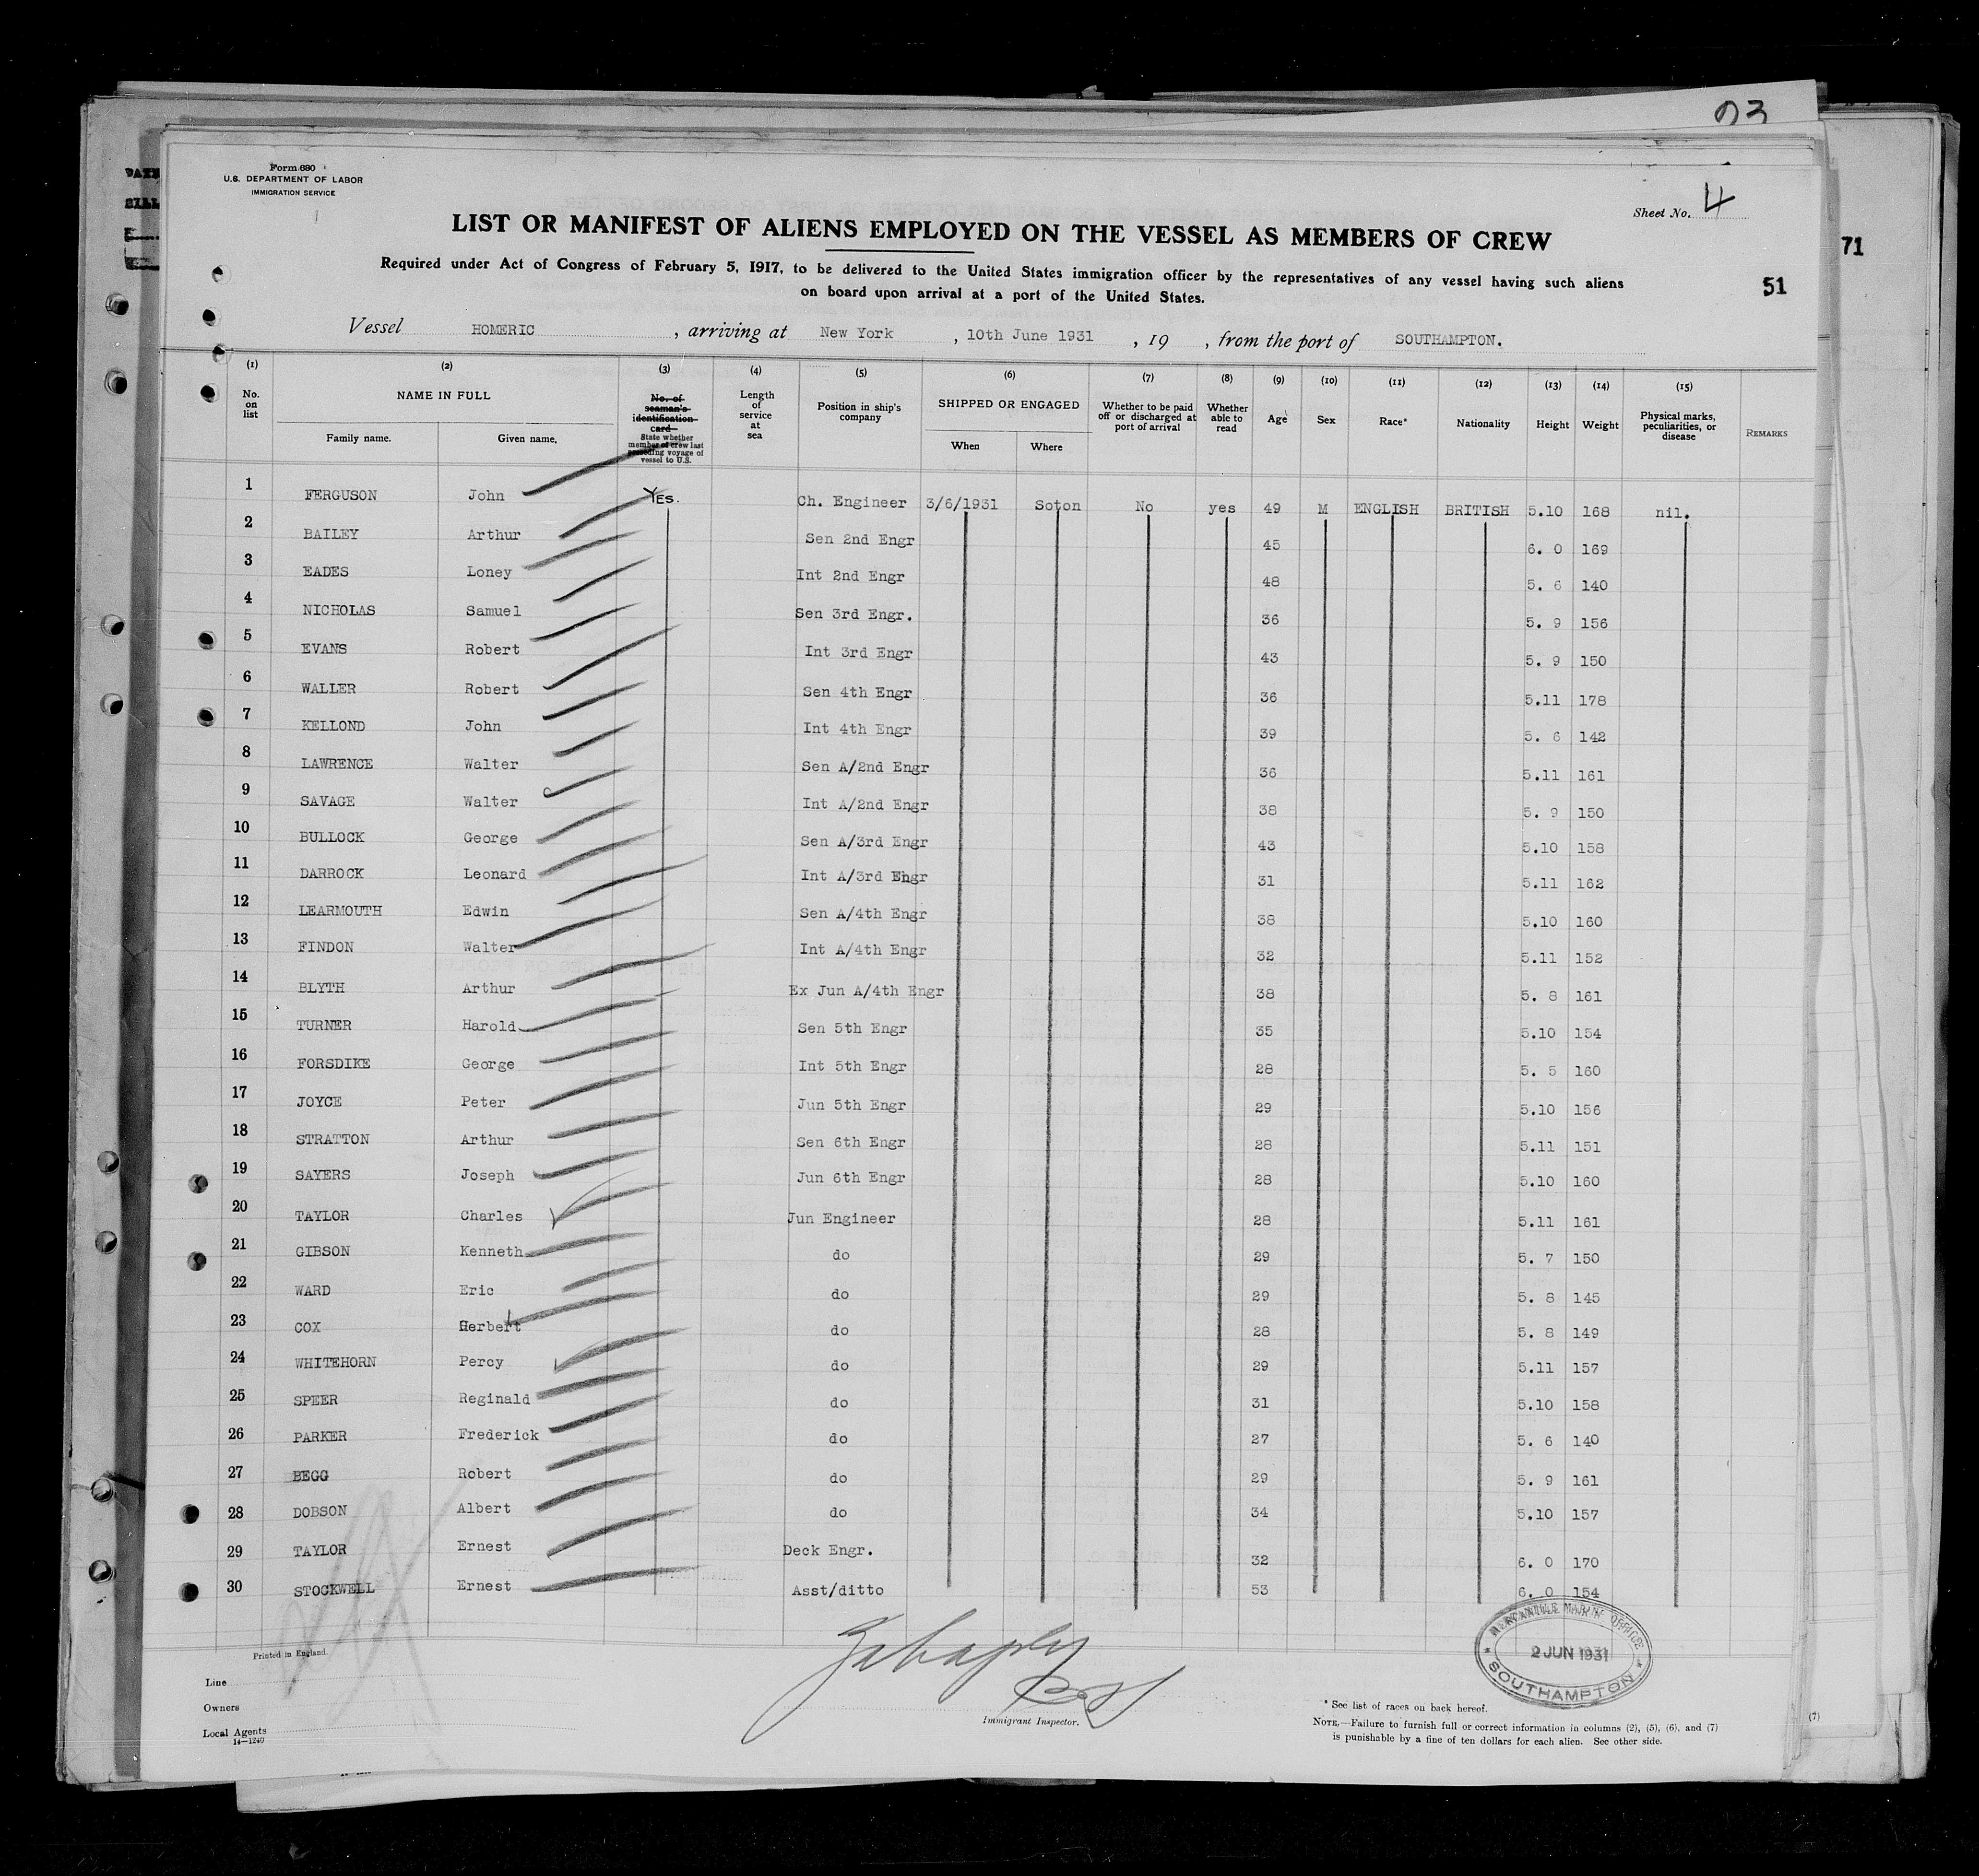 03
Form 680
U.S. DEPARTMENT OF LABOR
IMMIGRATION SERVICE
Sheet No. 4
LIST OR MANIFEST OF ALIENS EMPLOYED ON THE VESSEL AS MEMBERS OF CREW
71
Required under Act of Congress of February 5, 1917, to be delivered to the United States immigration officer by the representatives of any vessel having such aliens
on board upon arrival at a port of the United States.
51
Vessel HOMERIC , arriving at New York , 10th June 1931 , 19 , from the port of SOUTHAMPTON.
(1) (2) (3) (4) (5) (6) (7) (8) (9) (10) (11) (12) (13) (14) (15)
No. on list
NAME IN FULL
Family name. Given name.
No. of seaman's identification card
State whether member of crew last preceding voyage of vessel to U.S.
Length of service at sea
Position in ship's company
SHIPPED OR ENGAGED
When Where
Whether to be paid off or discharged at port of arrival
Whether able to read
Age
Sex
Race*
Nationality
Height
Weight
Physical marks, peculiarities, or disease
REMARKS
1 FERGUSON John YES. Ch. Engineer 3/6/1931 Soton No yes 49 M ENGLISH BRITISH 5.10 168 nil.
2 BAILEY Arthur Sen 2nd Engr 45 6. 0 169
3 EADES Loney Int 2nd Engr 48 5. 6 140
4 NICHOLAS Samuel Sen 3rd Engr. 36 5. 9 156
5 EVANS Robert Int 3rd Engr 43 5. 9 150
6 WALLER Robert Sen 4th Engr 36 5.11 178
7 KELLOND John Int 4th Engr 39 5. 6 142
8 LAWRENCE Walter Sen A/2nd Engr 36 5.11 161
9 SAVAGE Walter Int A/2nd Engr 38 5. 9 150
10 BULLOCK George Sen A/3rd Engr 43 5.10 158
11 DARROCK Leonard Int A/3rd Engr 31 5.11 162
12 LEARMOUTH Edwin Sen A/4th Engr 38 5.10 160
13 FINDON Walter Int A/4th Engr 32 5.11 152
14 BLYTH Arthur Ex Jun A/4th Engr 38 5. 8 161
15 TURNER Harold Sen 5th Engr 35 5.10 154
16 FORSDIKE George Int 5th Engr 28 5. 5 160
17 JOYCE Peter Jun 5th Engr 29 5.10 156
18 STRATTON Arthur Sen 6th Engr 28 5.11 151
19 SAYERS Joseph Jun 6th Engr 28 5.10 160
20 TAYLOR Charles Jun Engineer 28 5.11 161
21 GIBSON Kenneth do 29 5. 7 150
22 WARD Eric do 29 5. 8 145
23 COX Herbert do 28 5. 8 149
24 WHITEHORN Percy do 29 5.11 157
25 SPEER Reginald do 31 5.10 158
26 PARKER Frederick do 27 5. 6 140
27 BEGG Robert do 29 5. 9 161
28 DOBSON Albert do 34 5.10 157
29 TAYLOR Ernest Deck Engr. 32 6. 0 170
30 STOCKWELL Ernest Asst/ditto 53 6. 0 154
MERCANTILE MARINE OFFICE
2 JUN 1931
SOUTHAMPTON
Printed in England.
Line
Owners
Local Agents
14-1240
Immigrant Inspector.
* See list of races on back hereof.
NOTE.—Failure to furnish full or correct information in columns (2), (5), (6), and (7)
is punishable by a fine of ten dollars for each alien. See other side.
(7)